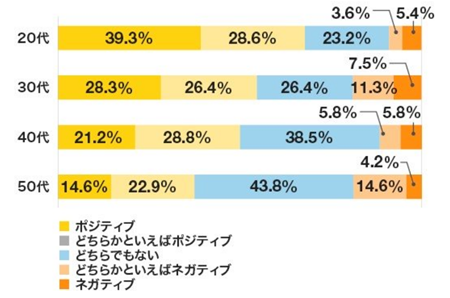 3.6% 5.4%
20代 39.3% 28.6% 23.2%
7.5%
30代 28.3% 26.4% 26.4% 11.3%
5.8% 5.8%
40代 21.2% 28.8% 38.5%
4.2%
50代 14.6% 22.9% 43.8% 14.6%
ポジティブ
どちらかといえばポジティブ
どちらでもない
どちらかといえばネガティブ
ネガティブ